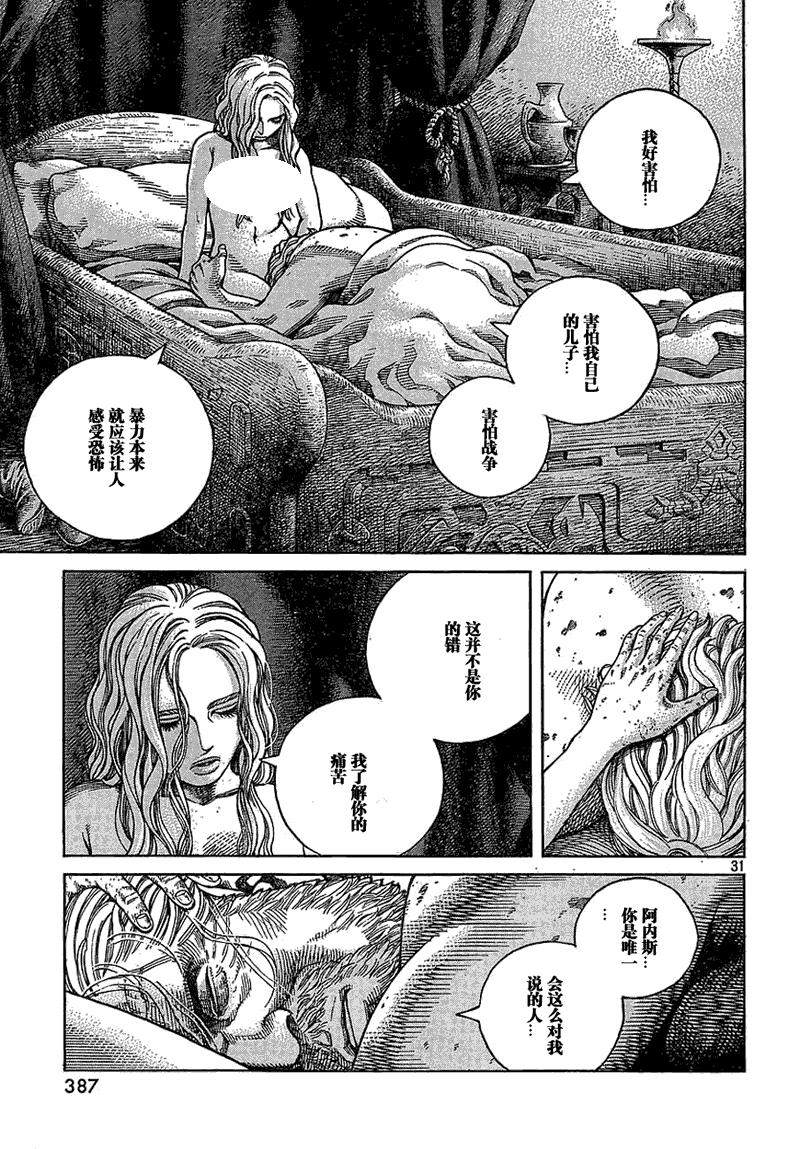 我好害怕…
害怕我自己
的儿子…
害怕战争
暴力本来
就应该让人
感受恐怖
这并不是你
的错
我了解你的
痛苦
31
阿内斯…
你是唯一
…
会这么对我
说的人…
387